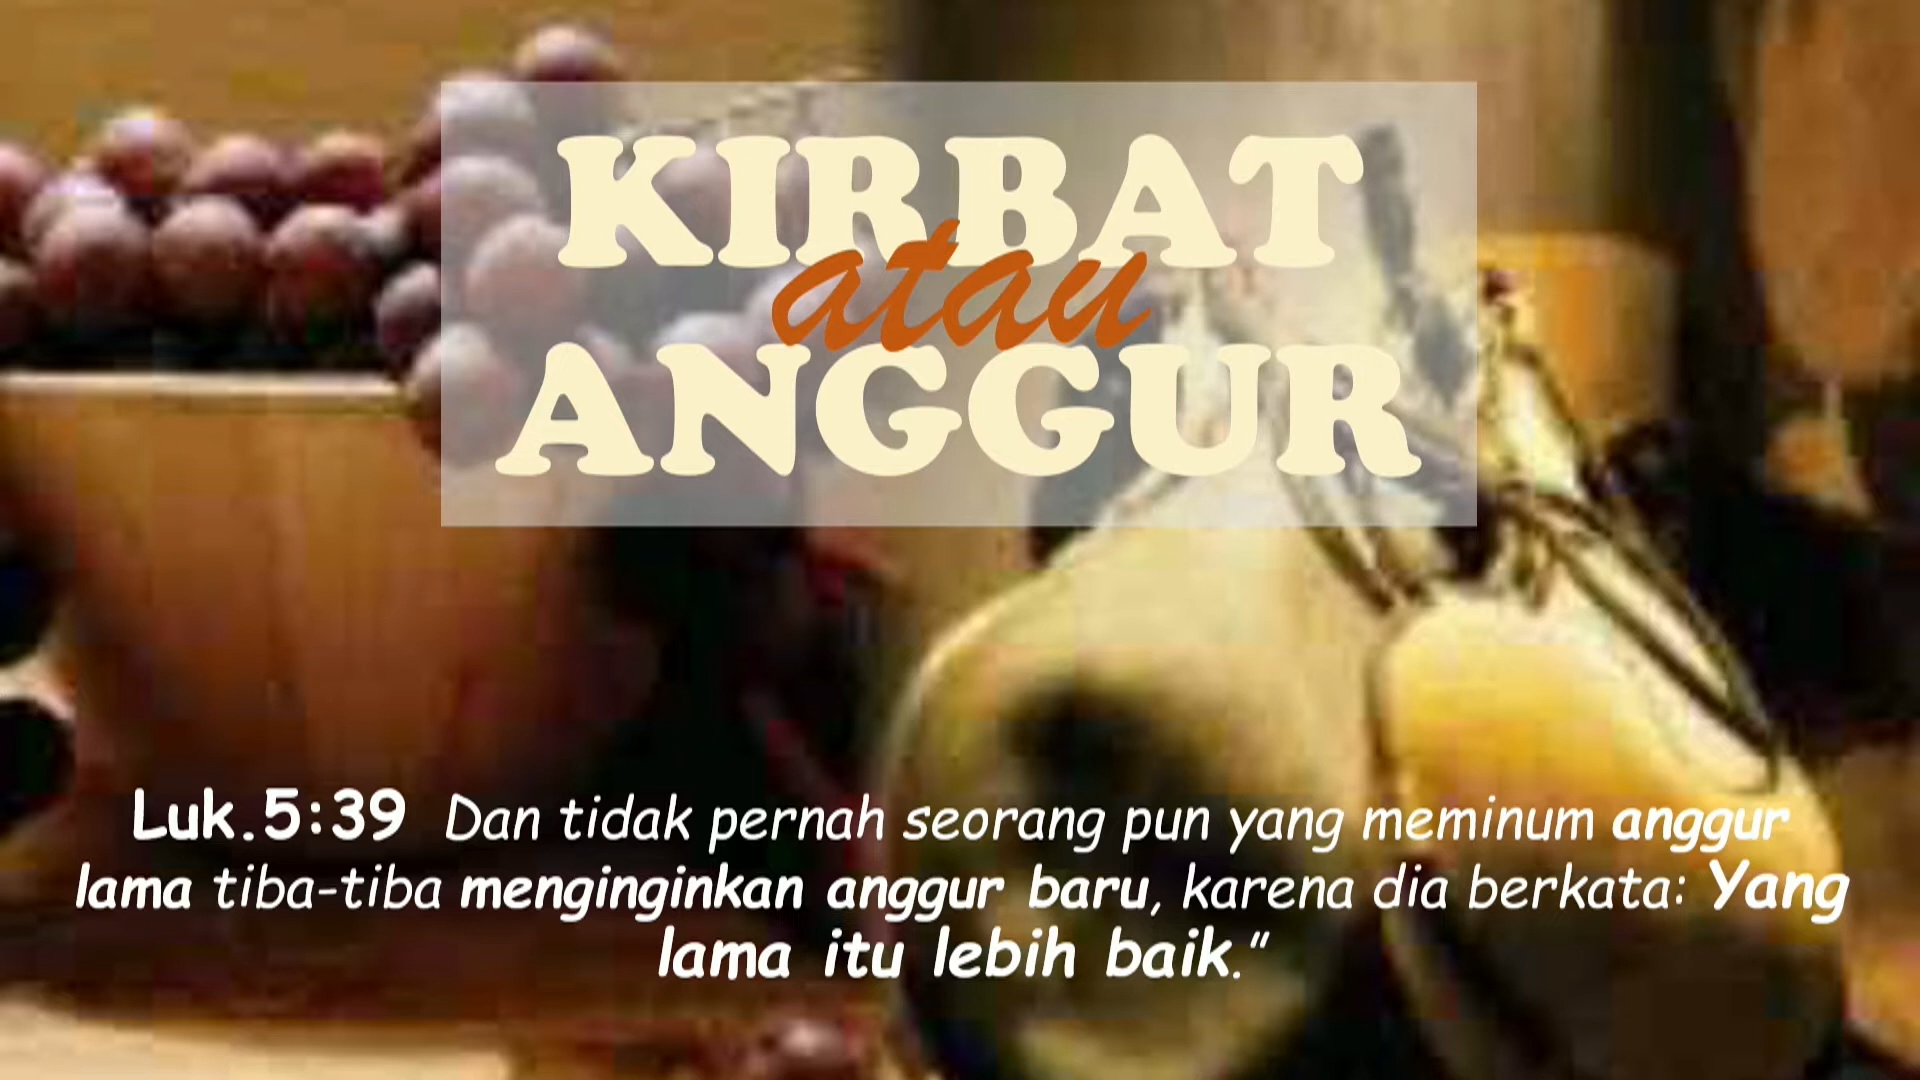 KIRBAT
atau
ANGGUR
Luk.5:39 Dan tidak pernah seorang pun yang meminum anggur
lama tiba-tiba menginginkan anggur baru, karena dia berkata: Yang
lama itu lebih baik.”